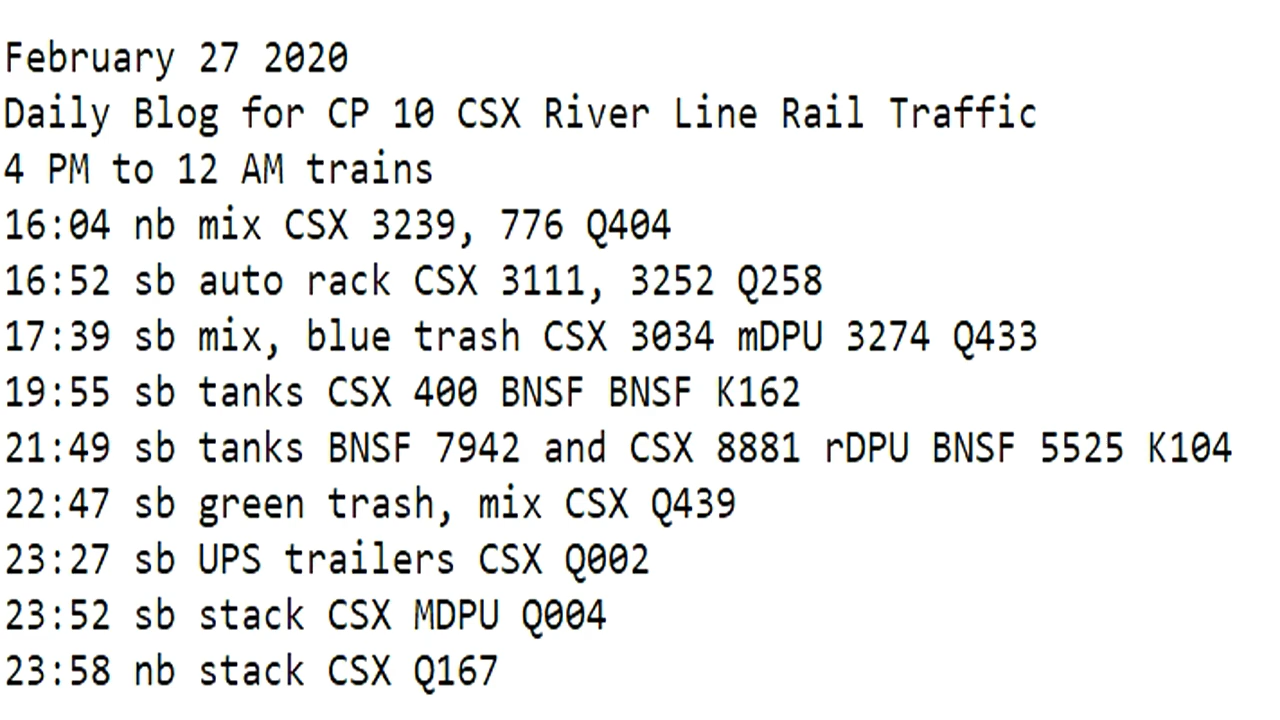 February 27 2020
Daily Blog for CP 10 CSX River Line Rail Traffic
4 PM to 12 AM trains
16:04 nb mix CSX 3239, 776 Q404
16:52 sb auto rack CSX 3111, 3252 Q258
17:39 sb mix, blue trash CSX 3034 mDPU 3274 Q433
19:55 sb tanks CSX 400 BNSF BNSF K162
21:49 sb tanks BNSF 7942 and CSX 8881 rDPU BNSF 5525 K104
22:47 sb green trash, mix CSX Q439
23:27 sb UPS trailers CSX Q002
23:52 sb stack CSX MDPU Q004
23:58 nb stack CSX Q167